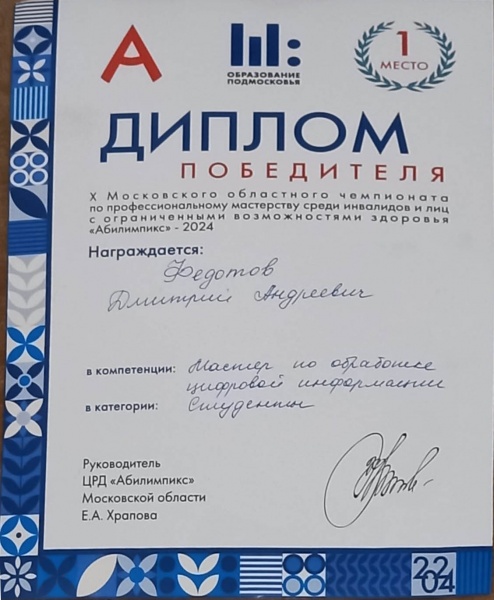 ОБРАЗОВАНИЕ
ПОДМОСКОВЬЯ
1
МЕСТО
ДИПЛОМ
ПОБЕДИТЕЛЯ
X Московского областного чемпионата
по профессиональному мастерству среди инвалидов и лиц
с ограниченными возможностями здоровья
«Абилимпикс» - 2024
Награждается:
Федотов
Дмитрий Андреевич
в компетенции: Мастер по обработке
цифровой информации
в категории: Студенты
Руководитель
ЦРД «Абилимпикс»
Московской области
Е.А. Храпова